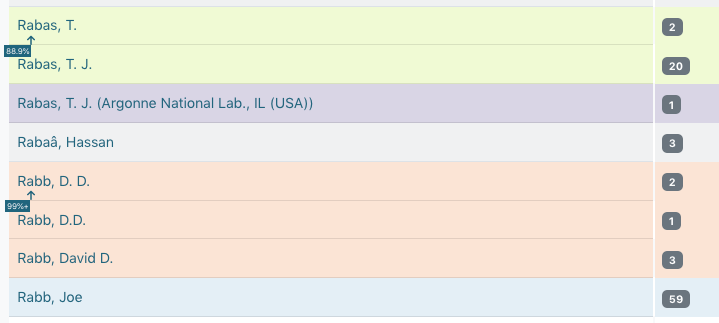 Rabas, T. 2
88.9%
Rabas, T. J. 20
Rabas, T. J. (Argonne National Lab., IL (USA)) 1
Rabaâ, Hassan 3
Rabb, D. D. 2
99%+
Rabb, D.D. 1
Rabb, David D. 3
Rabb, Joe 59